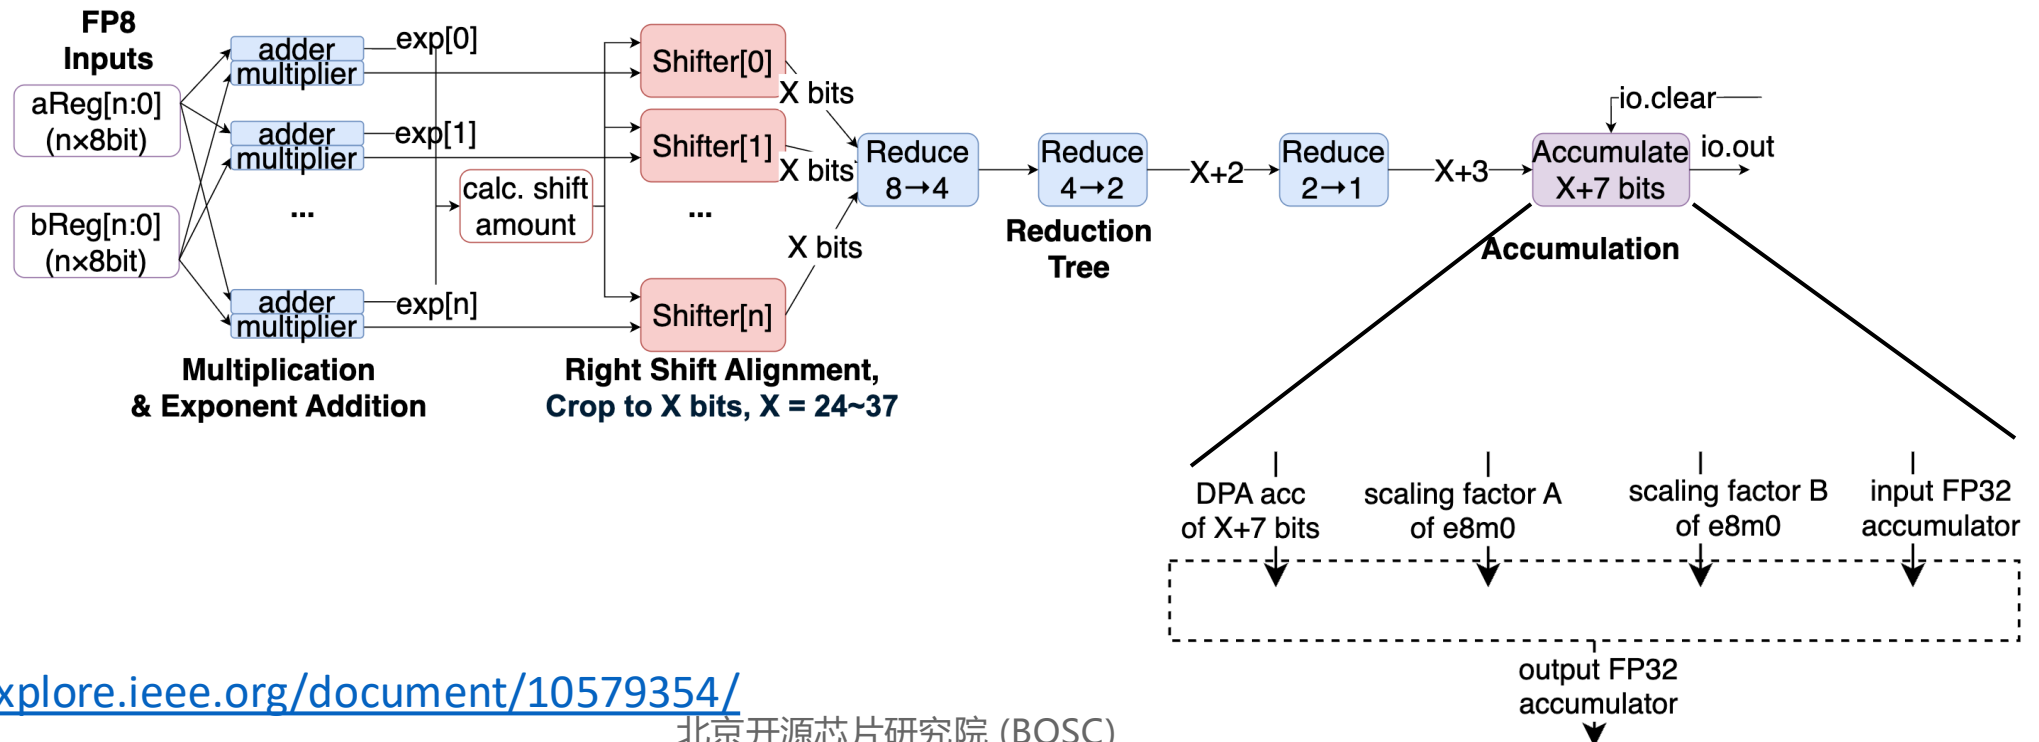 FP8
Inputs
aReg[n:0]
(n×8bit)
bReg[n:0]
(n×8bit)
adder
multiplier
exp[0]
adder
multiplier
exp[1]
...
adder
multiplier
exp[n]
Multiplication
& Exponent Addition
calc. shift
amount
Shifter[0]
X bits
Shifter[1]
X bits
...
Shifter[n]
X bits
Right Shift Alignment,
Crop to X bits, X = 24~37
Reduce
8→4
Reduce
4→2
X+2
Reduce
2→1
X+3
Reduction
Tree
io.clear
Accumulate
X+7 bits
io.out
Accumulation
DPA acc
of X+7 bits
scaling factor A
of e8m0
scaling factor B
of e8m0
input FP32
accumulator
output FP32
accumulator
xplore.ieee.org/document/10579354/
北京开源芯片研究院 (BOSC)